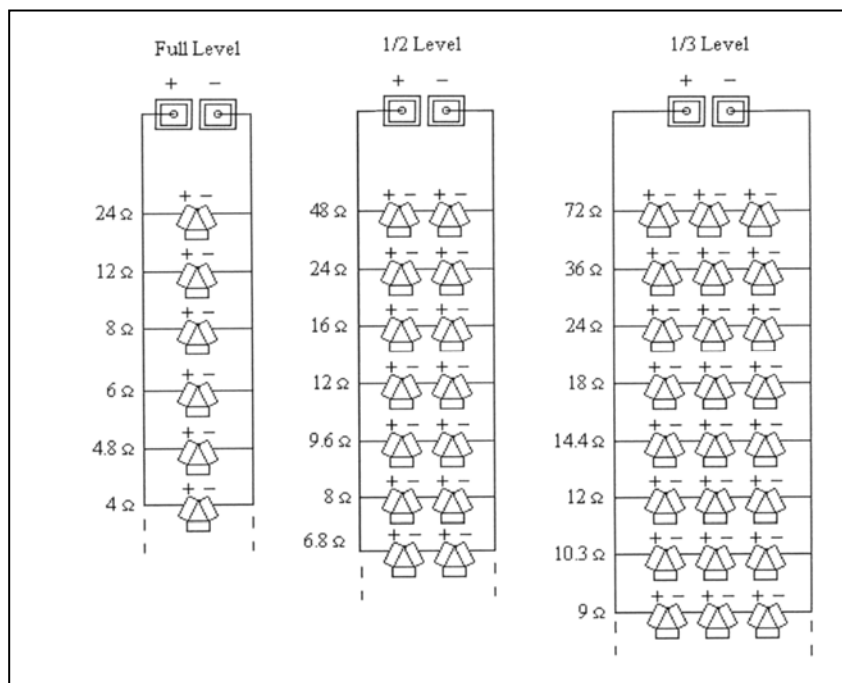 Full Level
+ −
24 Ω + −
12 Ω + −
8 Ω + −
6 Ω + −
4.8 Ω + −
4 Ω + −
1/2 Level
+ −
48 Ω + − + −
24 Ω + − + −
16 Ω + − + −
12 Ω + − + −
9.6 Ω + − + −
8 Ω + − + −
6.8 Ω + − + −
1/3 Level
+ −
72 Ω + − + − + −
36 Ω + − + − + −
24 Ω + − + − + −
18 Ω + − + − + −
14.4 Ω + − + − + −
12 Ω + − + − + −
10.3 Ω + − + − + −
9 Ω + − + − + −